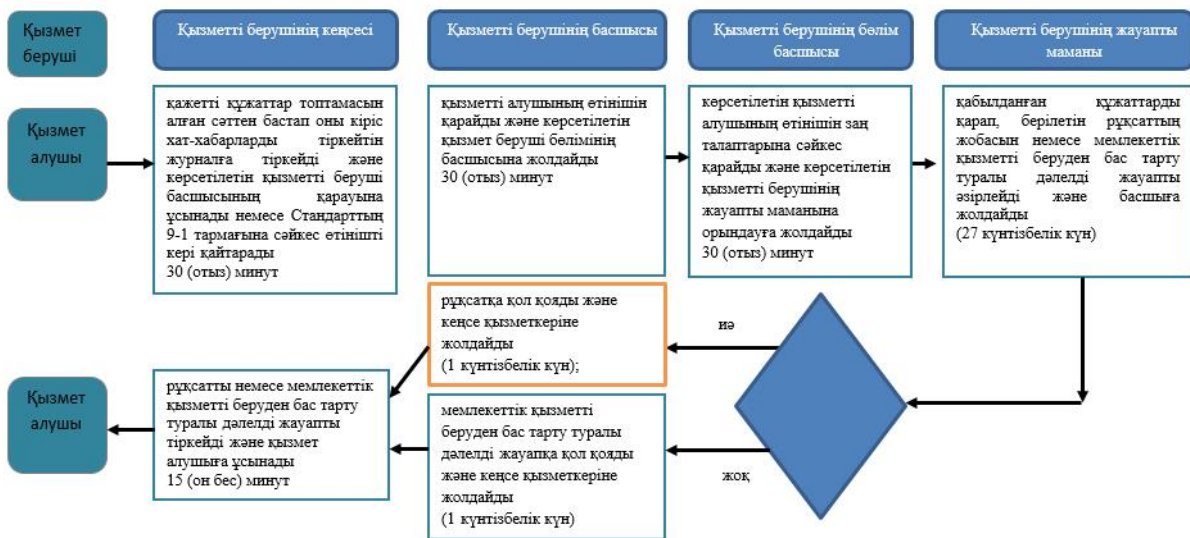 Қызмет
беруші
Қызметті берушінің кеңсесі
Қызметті берушінің басшысы
Қызметті берушінің бөлім
басшысы
Қызметті берушінің жауапты
маманы
Қызмет
алушы
қажетті құжаттар топтамасын
алған сәттен бастап оны кіріс
хат-хабарларды тіркейтін
журналға тіркейді және
көрсетілетін қызметті беруші
басшысының қарауына
ұсынады немесе Стандарттың
9-1 тармағына сәйкес өтінішті
кері қайтарады
30 (отыз) минут
қызметті алушының өтінішін
қарайды және көрсетілетін
қызмет беруші бөлімінің
басшысына жолдайды
30 (отыз) минут
көрсетілетін қызметті
алушының өтінішін заң
талаптарына сәйкес
қарайды және көрсетілетін
қызметті берушінің
жауапты маманына
орындауға жолдайды
30 (отыз) минут
қабылданған құжаттарды
қарап, берілетін рұқсаттың
жобасын немесе мемлекеттік
қызметті беруден бас тарту
туралы дәлелді жауапты
әзірлейді және басшыға
жолдайды
(27 күнтізбелік күн)
рұқсатқа қол қояды және
кеңсе қызметкеріне
жолдайды
(1 күнтізбелік күн);
иә
Қызмет
алушы
рұқсатты немесе мемлекеттік
қызметті беруден бас тарту
туралы дәлелді жауапты
тіркейді және қызмет
алушыға ұсынады
15 (он бес) минут
мемлекеттік қызметті
беруден бас тарту туралы
дәлелді жауапқа қол қояды
және кеңсе қызметкеріне
жолдайды
(1 күнтізбелік күн)
жоқ